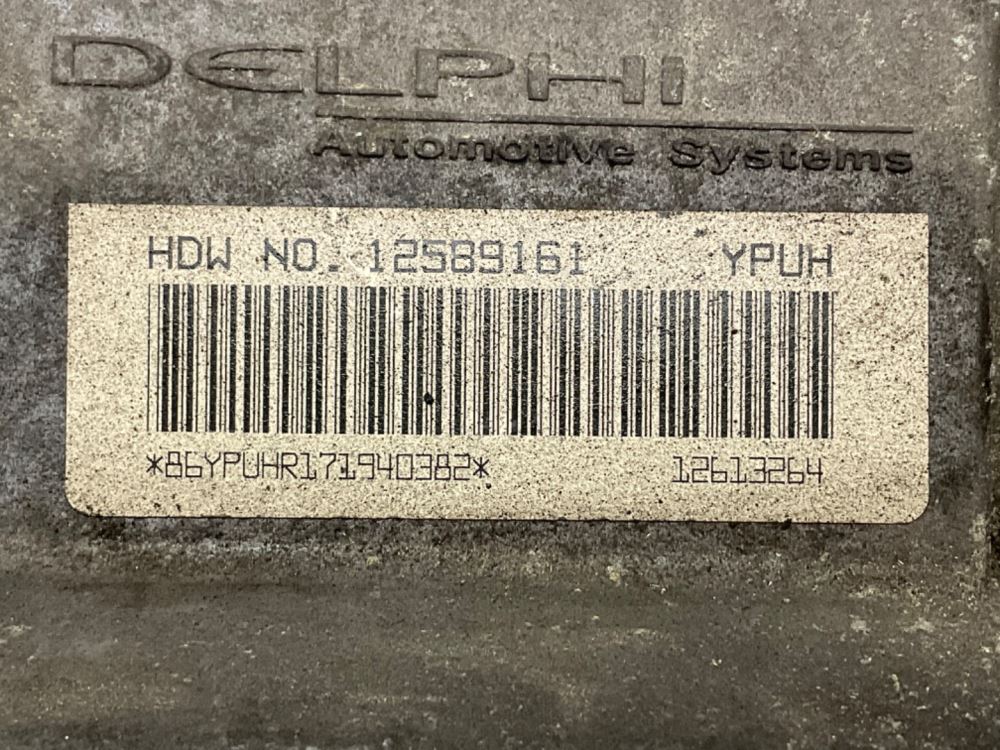 DELPHI
Automotive Systems
HDW NO. 12589161 YPUH
*86YPUHR171940382* 12613264